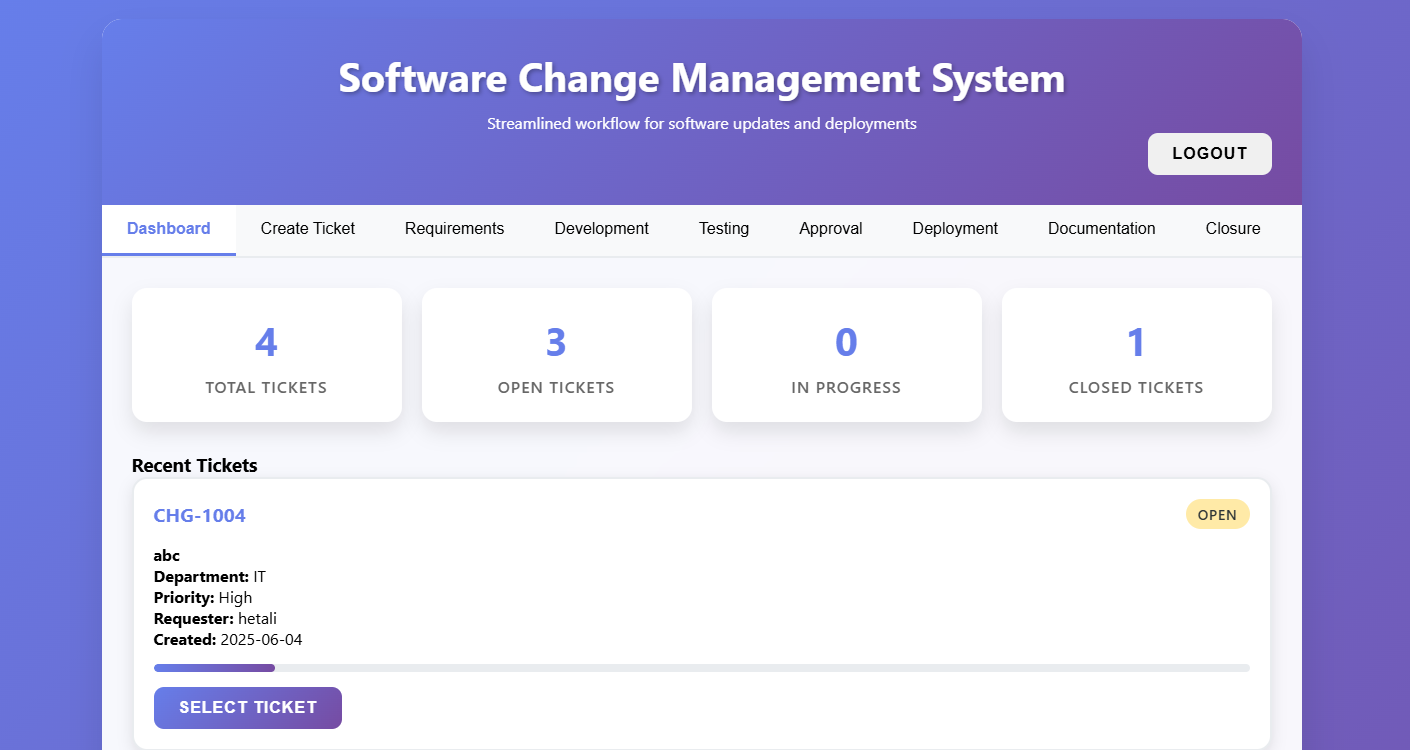 Software Change Management System
Streamlined workflow for software updates and deployments
LOGOUT
Dashboard Create Ticket Requirements Development Testing Approval Deployment Documentation Closure
4 3 0 1
TOTAL TICKETS OPEN TICKETS IN PROGRESS CLOSED TICKETS
Recent Tickets
CHG-1004 OPEN
abc
Department: IT
Priority: High
Requester: hetali
Created: 2025-06-04
SELECT TICKET